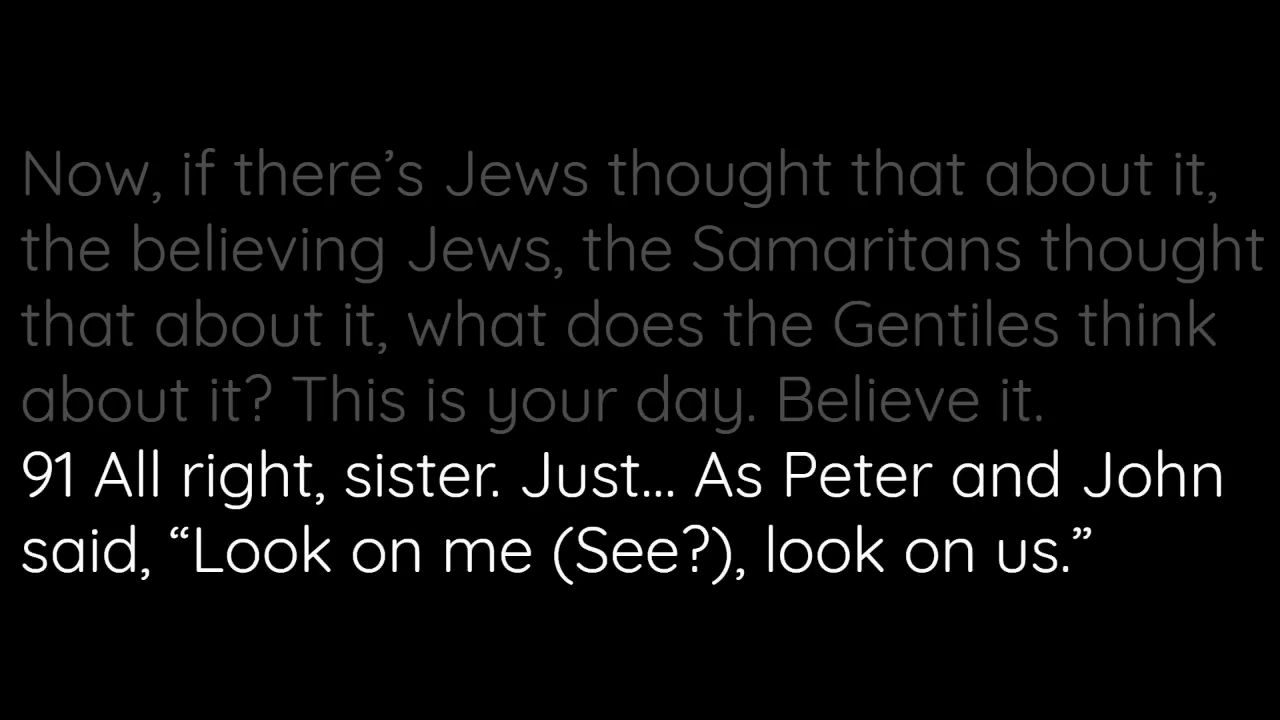 Now, if there’s Jews thought that about it,
the believing Jews, the Samaritans thought
that about it, what does the Gentiles think
about it? This is your day. Believe it.
91 All right, sister. Just... As Peter and John
said, “Look on me (See?), look on us.”